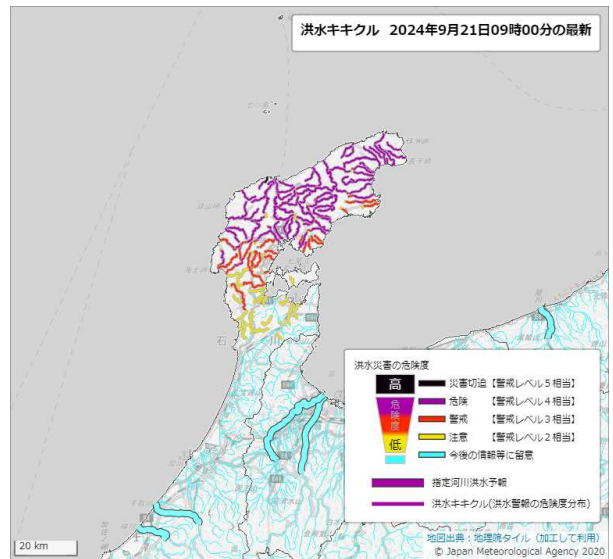 洪水キキクル 2024年9月21日09時00分の最新
石
川
洪水災害の危険度
高
危険度
低
災害切迫【警戒レベル5相当】
危険 【警戒レベル4相当】
警戒 【警戒レベル3相当】
注意 【警戒レベル2相当】
今後の情報等に留意
指定河川洪水予報
洪水キキクル(洪水警報の危険度分布)
20 km
地図出典：地理院タイル（加工して利用）
© Japan Meteorological Agency 2025